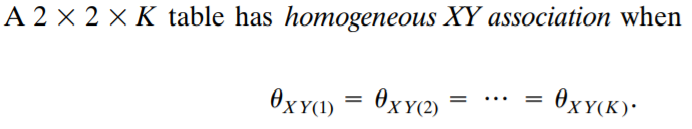 A 2 × 2 × K table has homogeneous XY association when
θXY(1) = θXY(2) = ⋯ = θXY(K).